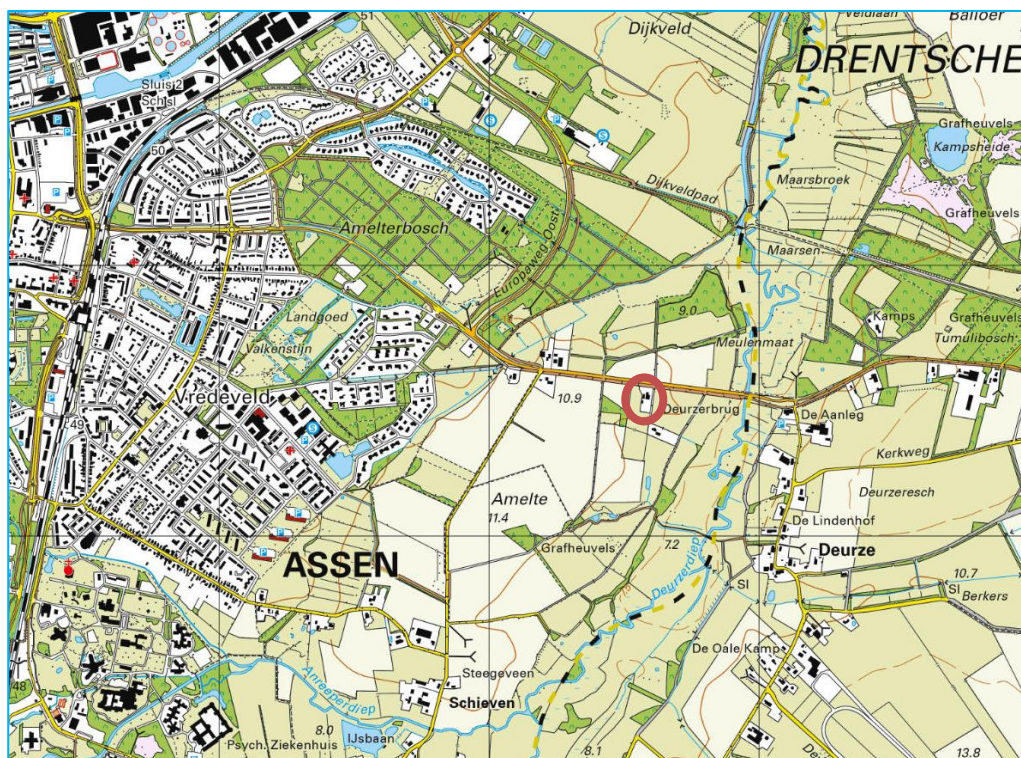 51
Dijkveld
Veldlaan
Balloër
DRENTSCHE
Sluis 2
Schsl
50
Grafheuvels
Kampsheide
Dijkveldpad
Maarsbroek
Grafheuvels
Amelterbosch
Europaweg Oost
Maarsen
Landgoed
Valkenstijn
9.0
Meulenmaat
Kamps
Grafheuvels
Tumulibosch
Vredeveld
10.9
Deurzerbrug
De Aanleg
49
Kerkweg
Amelte
11.4
Deurzeresch
De Lindenhof
ASSEN
Grafheuvels
7.2
Deurze
Deurzerdiep
Sl
10.7
Sl
Berkers
De Oale Kamp
Steegeveen
Anreeperdiep
48
Schieven
8.0
Psych. Ziekenhuis
IJsbaan
8.1
De
13.8